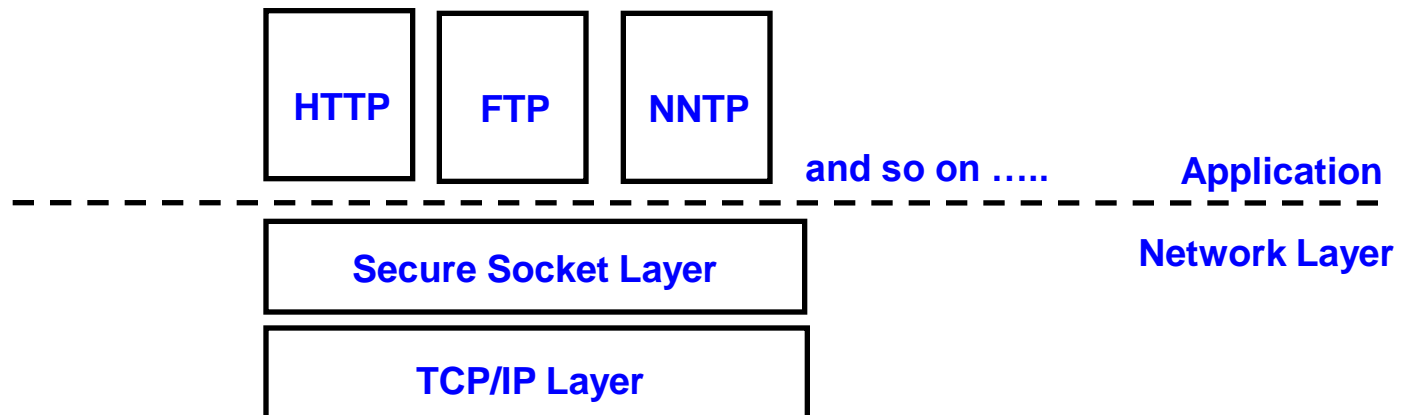 HTTP
FTP
NNTP
and so on …..
Application
Secure Socket Layer
Network Layer
TCP/IP Layer